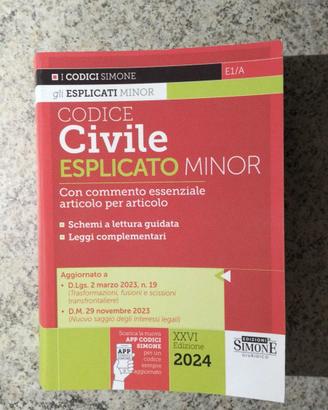 I CODICI SIMONE
E1/A
gli ESPLICATI MINOR
CODICE
Civile
ESPLICATO MINOR
Con commento essenziale
articolo per articolo
Schemi a lettura guidata
Leggi complementari
Aggiornato a
• D.Lgs. 2 marzo 2023, n. 19
(Trasformazioni, fusioni e scissioni
transfrontaliere)
• D.M. 29 novembre 2023
(Nuovo saggio degli interessi legali)
Scarica la nuova
APP CODICI
SIMONE
per un
codice
sempre
aggiornato
APP
XXVI
Edizione
2024
EDIZIONI
SIMONE
GIURIDICO